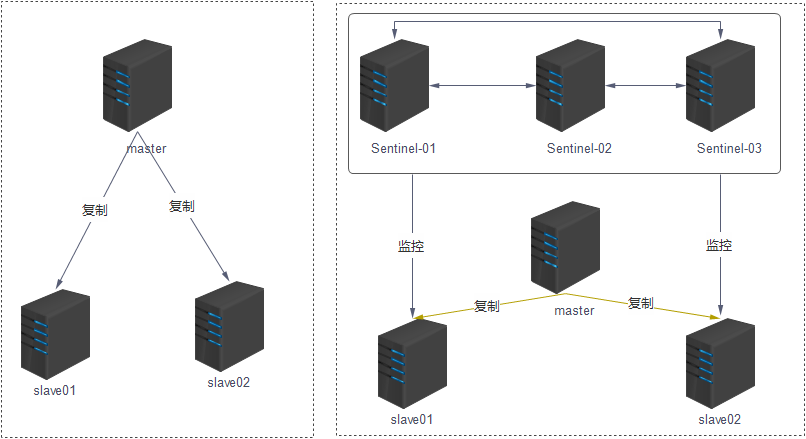 master
复制
复制
slave01
slave02
Sentinel-01
Sentinel-02
Sentinel-03
监控
监控
复制
复制
master
slave01
slave02